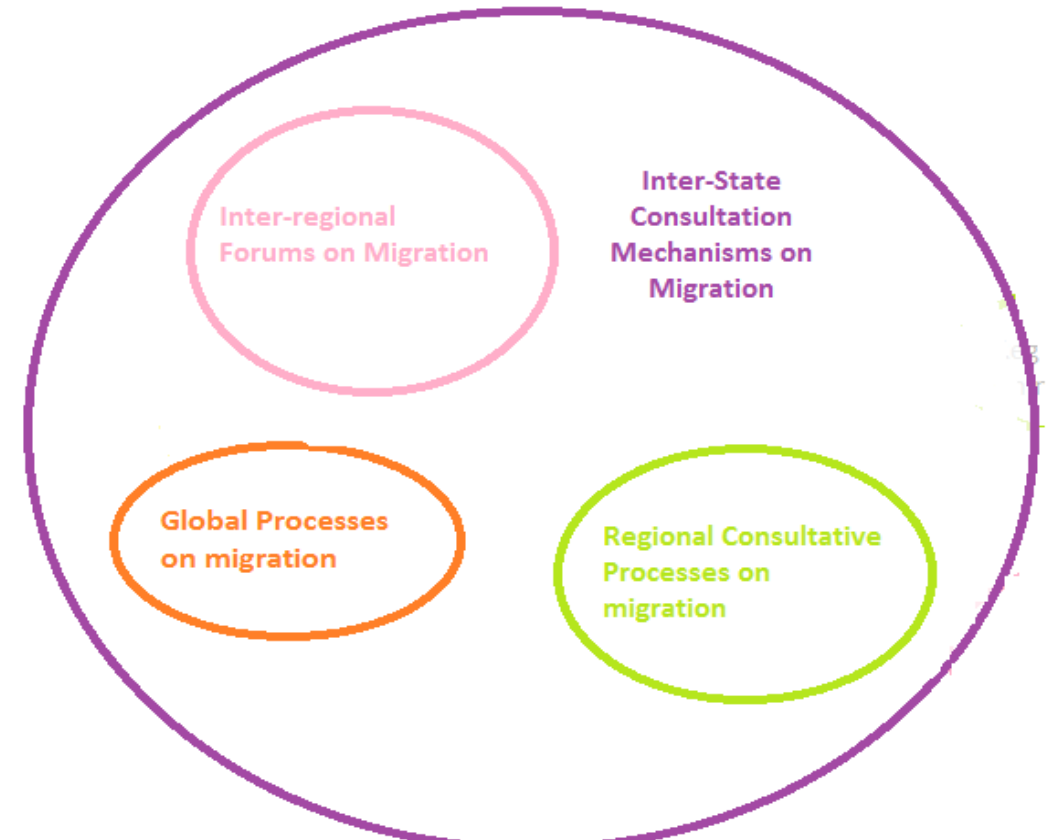 Inter-regional
Forums on Migration
Inter-State
Consultation
Mechanisms on
Migration
Global Processes
on migration
Regional Consultative
Processes on
migration